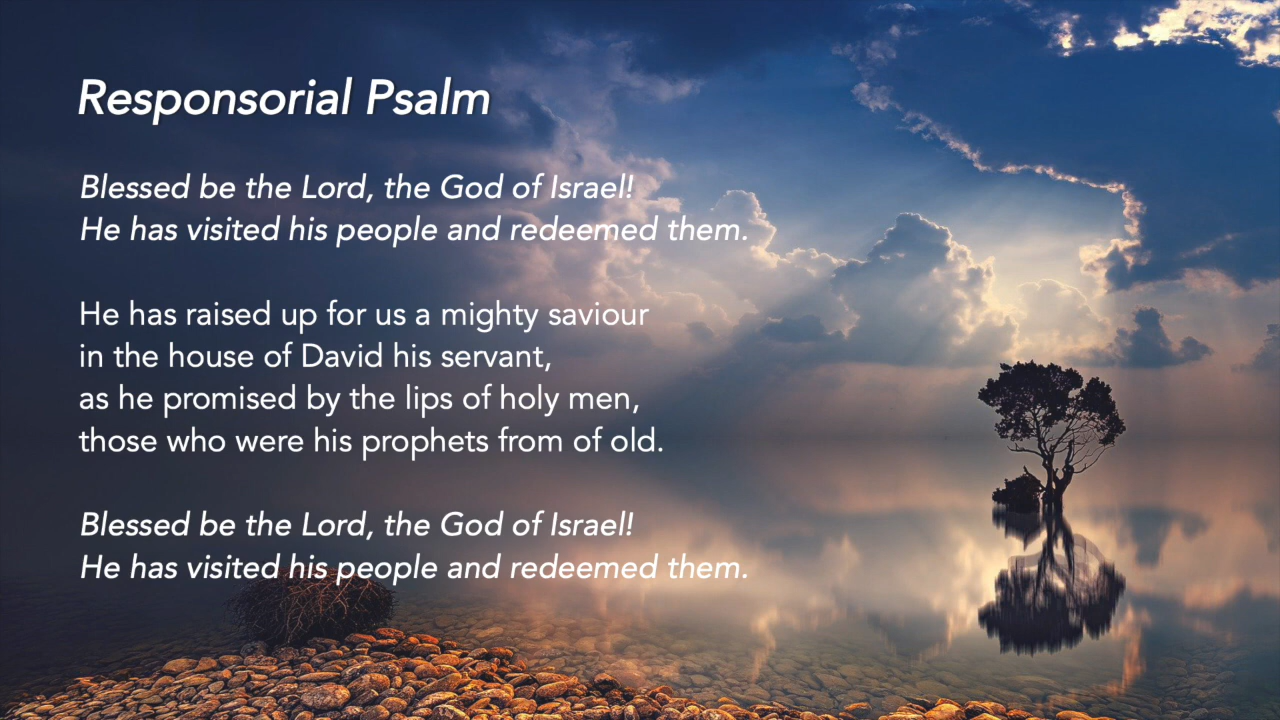 Responsorial Psalm
Blessed be the Lord, the God of Israel!
He has visited his people and redeemed them.
He has raised up for us a mighty saviour
in the house of David his servant,
as he promised by the lips of holy men,
those who were his prophets from of old.
Blessed be the Lord, the God of Israel!
He has visited his people and redeemed them.